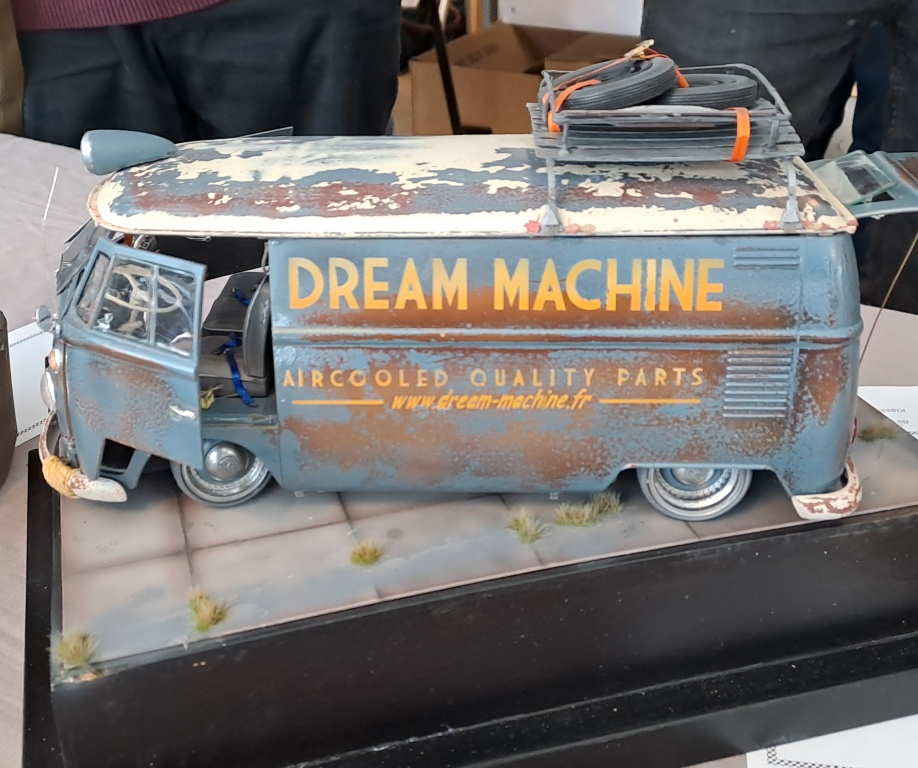 DREAM MACHINE
AIRCOOLED QUALITY PARTS
www.dream-machine.fr